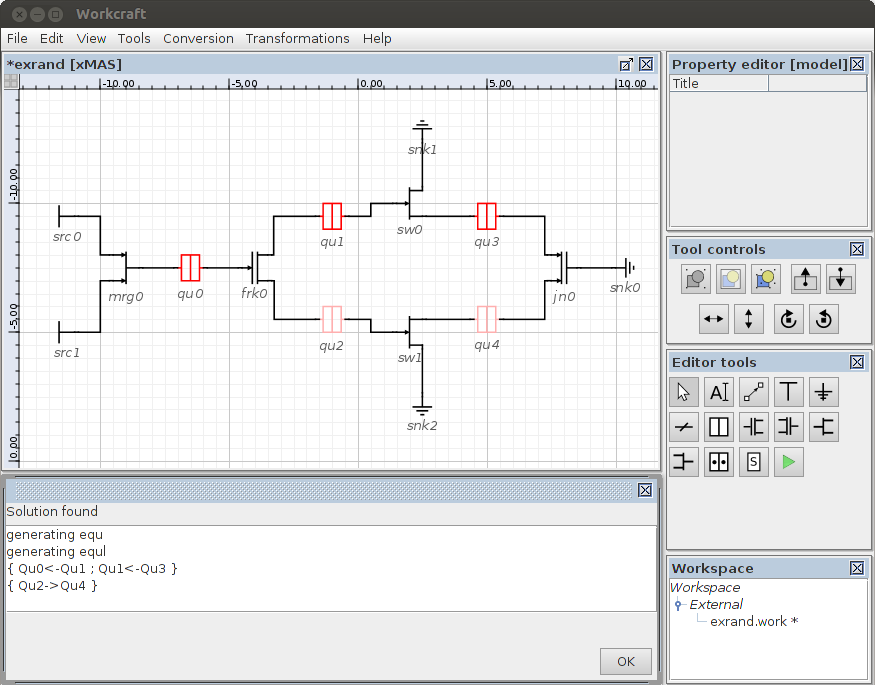 Workcraft
File Edit View Tools Conversion Transformations Help
*exrand [xMAS]
-10.00 -5.00 0.00 5.00 10.00
-10.00
-5.00
0.00
snk1
src0
qu1
sw0
qu3
mrg0
qu0
frk0
jn0
snk0
src1
qu2
sw1
qu4
snk2
Solution found
generating equ
generating equl
{ Qu0<-Qu1 ; Qu1<-Qu3 }
{ Qu2->Qu4 }
OK
Property editor [model]
Title
Tool controls
Editor tools
A
S
Workspace
Workspace
External
exrand.work *